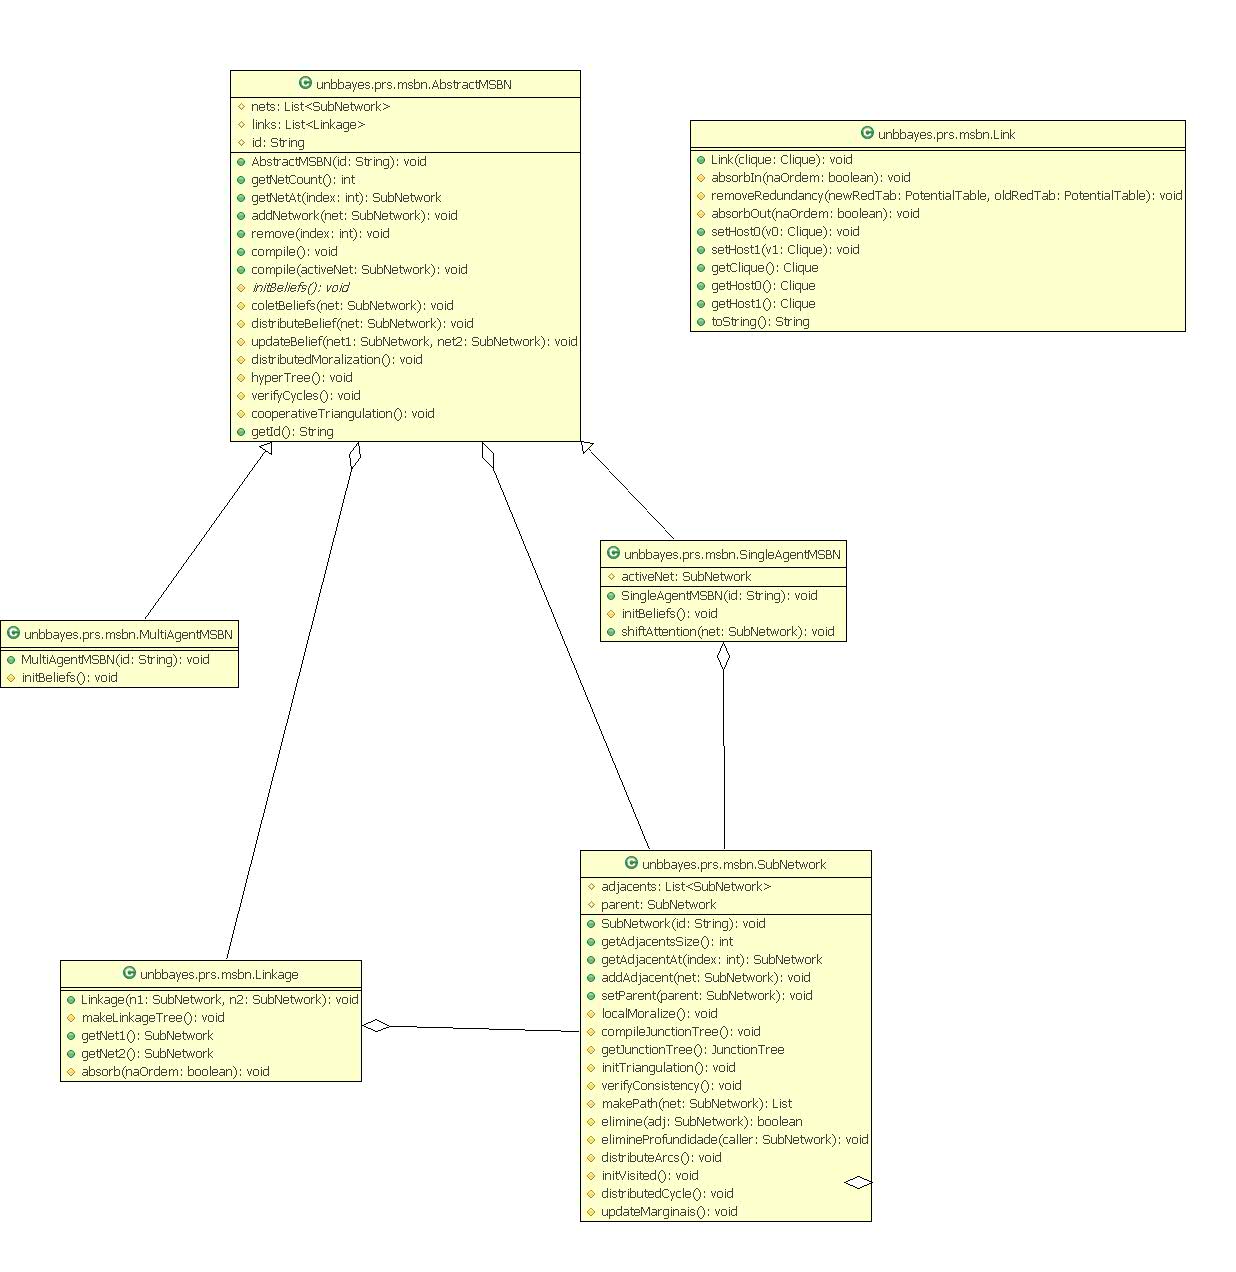 unbbayes.prs.msbn.AbstractMSBN
nets: List<SubNetwork>
links: List<Linkage>
id: String
AbstractMSBN(id: String): void
getNetCount(): int
getNetAt(index: int): SubNetwork
addNetwork(net: SubNetwork): void
remove(index: int): void
compile(): void
compile(activeNet: SubNetwork): void
initBeliefs(): void
coletBeliefs(net: SubNetwork): void
distributeBelief(net: SubNetwork): void
updateBelief(net1: SubNetwork, net2: SubNetwork): void
distributedMoralization(): void
hyperTree(): void
verifyCycles(): void
cooperativeTriangulation(): void
getId(): String
unbbayes.prs.msbn.Link
Link(clique: Clique): void
absorbIn(naOrdem: boolean): void
removeRedundancy(newRedTab: PotentialTable, oldRedTab: PotentialTable): void
absorbOut(naOrdem: boolean): void
setHost0(v0: Clique): void
setHost1(v1: Clique): void
getClique(): Clique
getHost0(): Clique
getHost1(): Clique
toString(): String
unbbayes.prs.msbn.SingleAgentMSBN
activeNet: SubNetwork
SingleAgentMSBN(id: String): void
initBeliefs(): void
shiftAttention(net: SubNetwork): void
unbbayes.prs.msbn.MultiAgentMSBN
MultiAgentMSBN(id: String): void
initBeliefs(): void
unbbayes.prs.msbn.SubNetwork
adjacents: List<SubNetwork>
parent: SubNetwork
SubNetwork(id: String): void
getAdjacentsSize(): int
getAdjacentAt(index: int): SubNetwork
addAdjacent(net: SubNetwork): void
setParent(parent: SubNetwork): void
localMoralize(): void
compileJunctionTree(): void
getJunctionTree(): JunctionTree
initTriangulation(): void
verifyConsistency(): void
makePath(net: SubNetwork): List
elimine(adj: SubNetwork): boolean
elimineProfundidade(caller: SubNetwork): void
distributeArcs(): void
initVisited(): void
distributedCycle(): void
updateMarginais(): void
unbbayes.prs.msbn.Linkage
Linkage(n1: SubNetwork, n2: SubNetwork): void
makeLinkageTree(): void
getNet1(): SubNetwork
getNet2(): SubNetwork
absorb(naOrdem: boolean): void